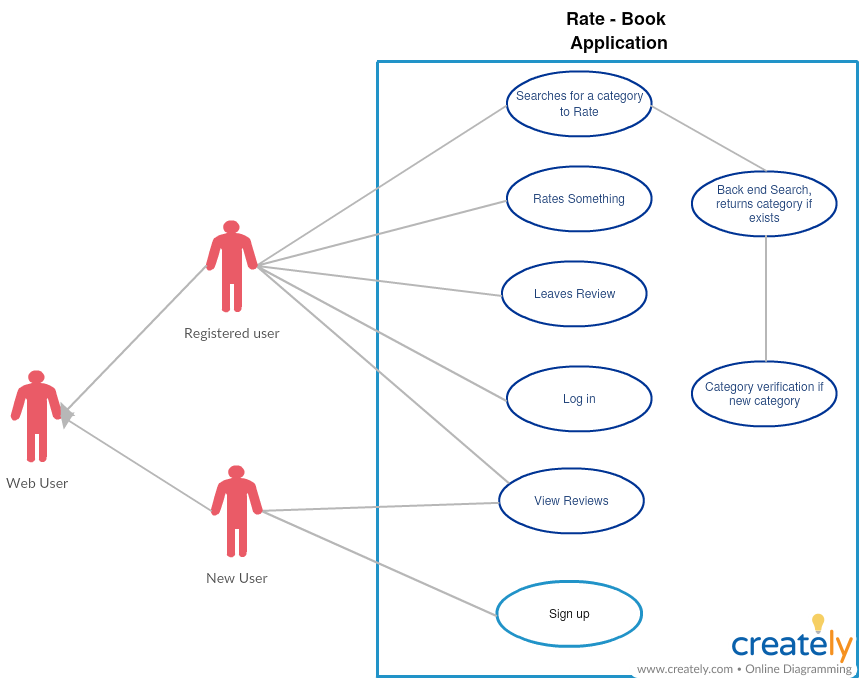 Rate - Book
Application
Searches for a category
to Rate
Rates Something
Back end Search,
returns category if
exists
Leaves Review
Registered user
Log in
Category verification if
new category
Web User
View Reviews
New User
Sign up
creately
www.creately.com • Online Diagramming